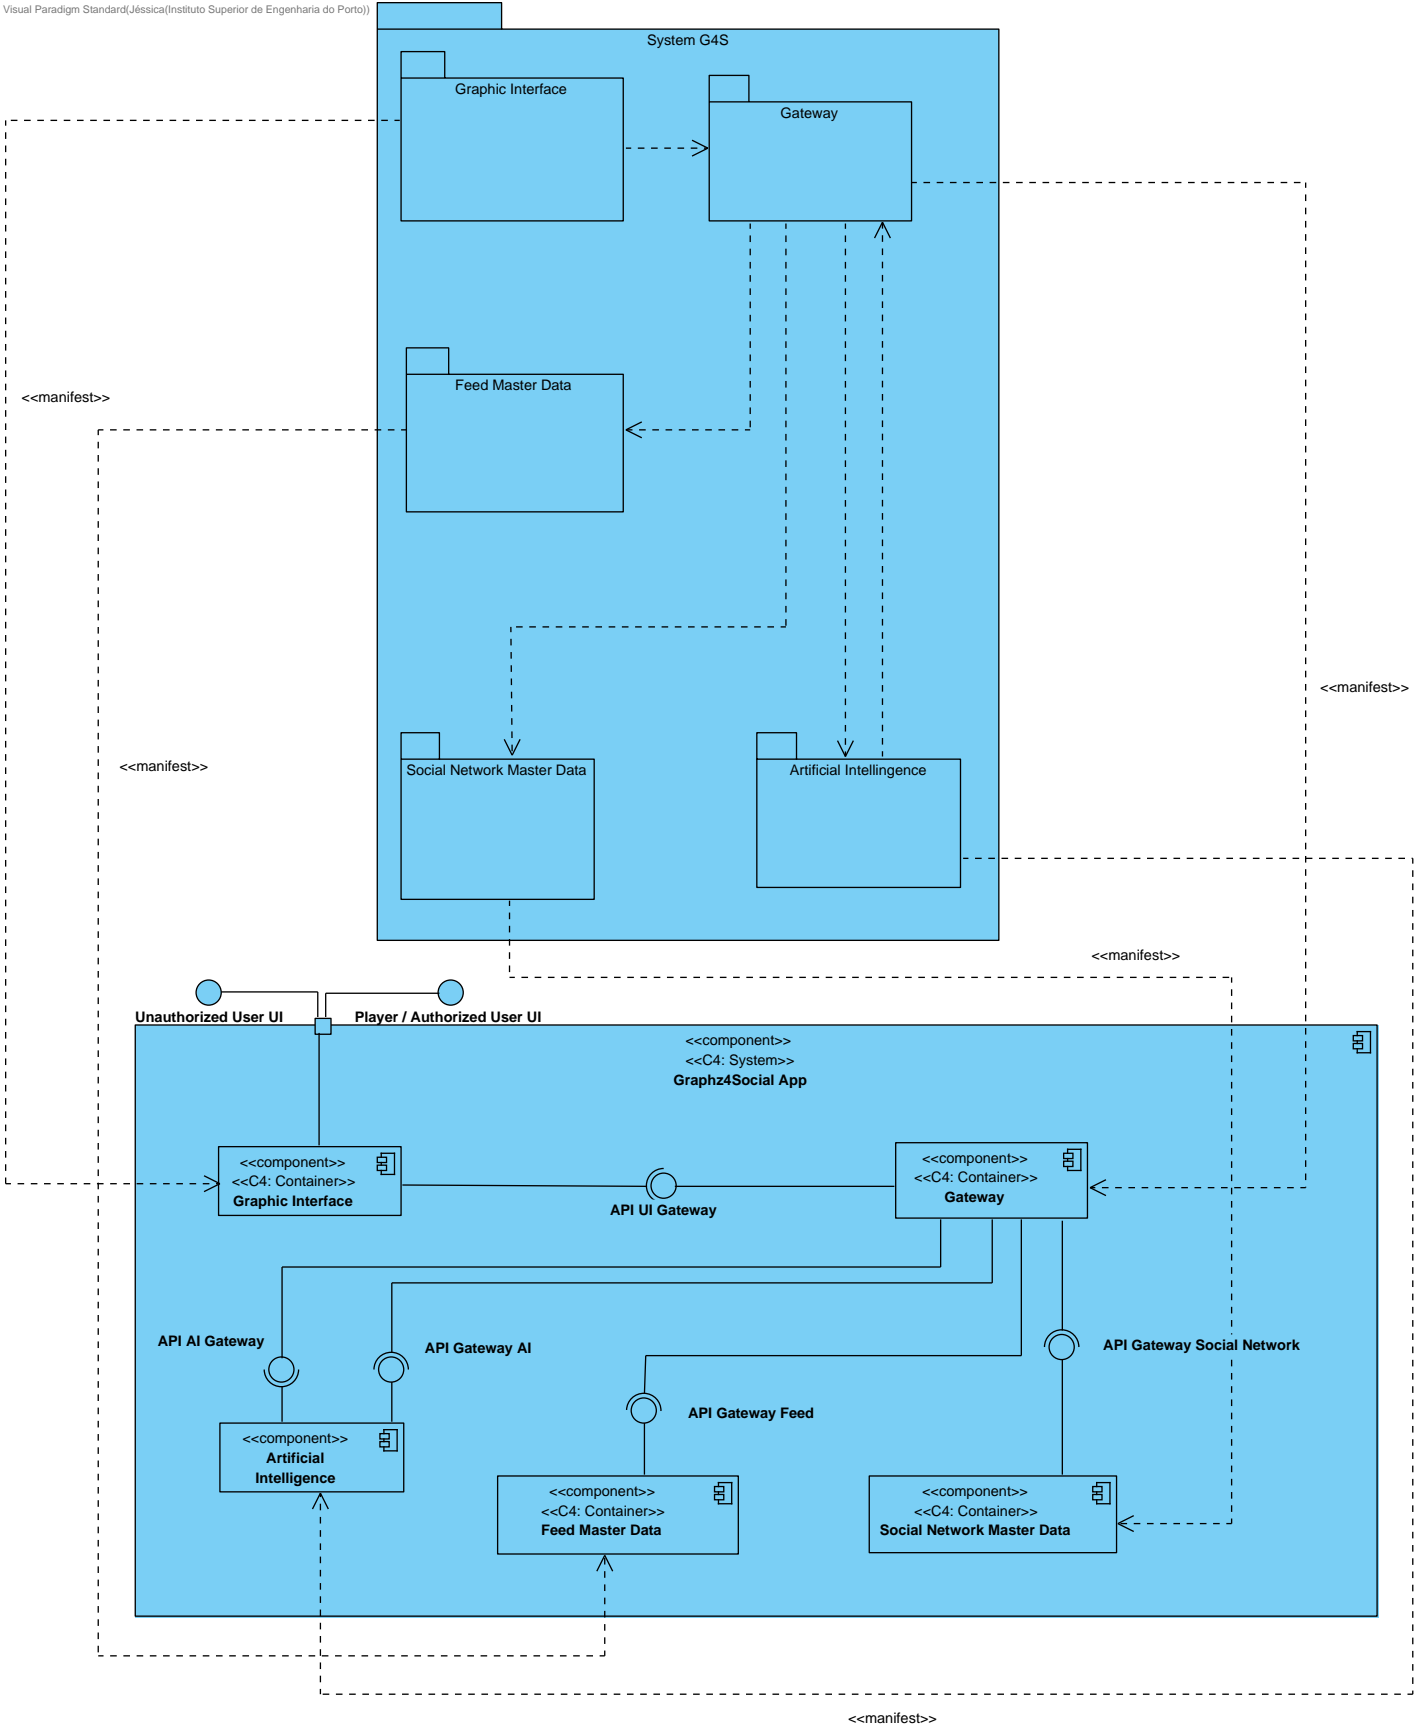 Visual Paradigm Standard(Jéssica(Instituto Superior de Engenharia do Porto))
System G4S
Graphic Interface
Gateway
Feed Master Data
<<manifest>>
<<manifest>>
<<manifest>>
Social Network Master Data
Artificial Intellingence
<<manifest>>
Unauthorized User UI
Player / Authorized User UI
<<component>>
<<C4: System>>
Graphz4Social App
<<component>>
<<C4: Container>>
Graphic Interface
API UI Gateway
<<component>>
<<C4: Container>>
Gateway
API AI Gateway
API Gateway AI
API Gateway Social Network
API Gateway Feed
<<component>>
Artificial
Intelligence
<<component>>
<<C4: Container>>
Feed Master Data
<<component>>
<<C4: Container>>
Social Network Master Data
<<manifest>>